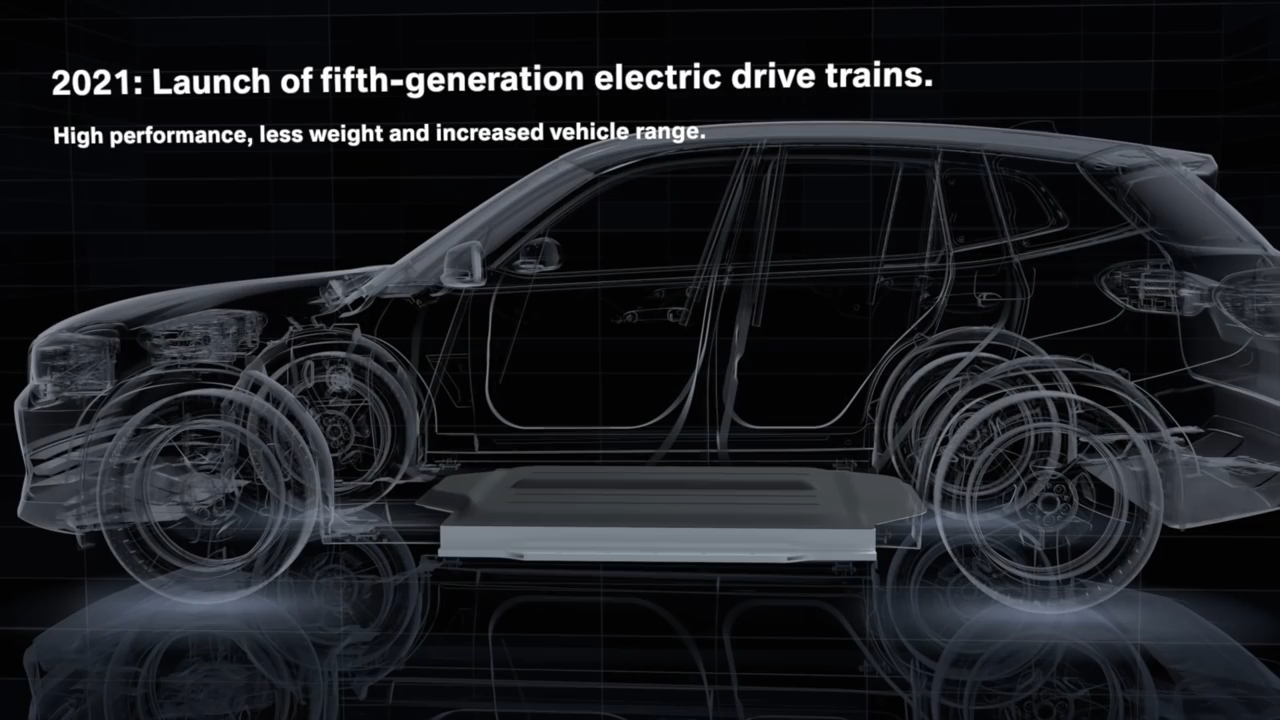 2021: Launch of fifth-generation electric drive trains.
High performance, less weight and increased vehicle range.